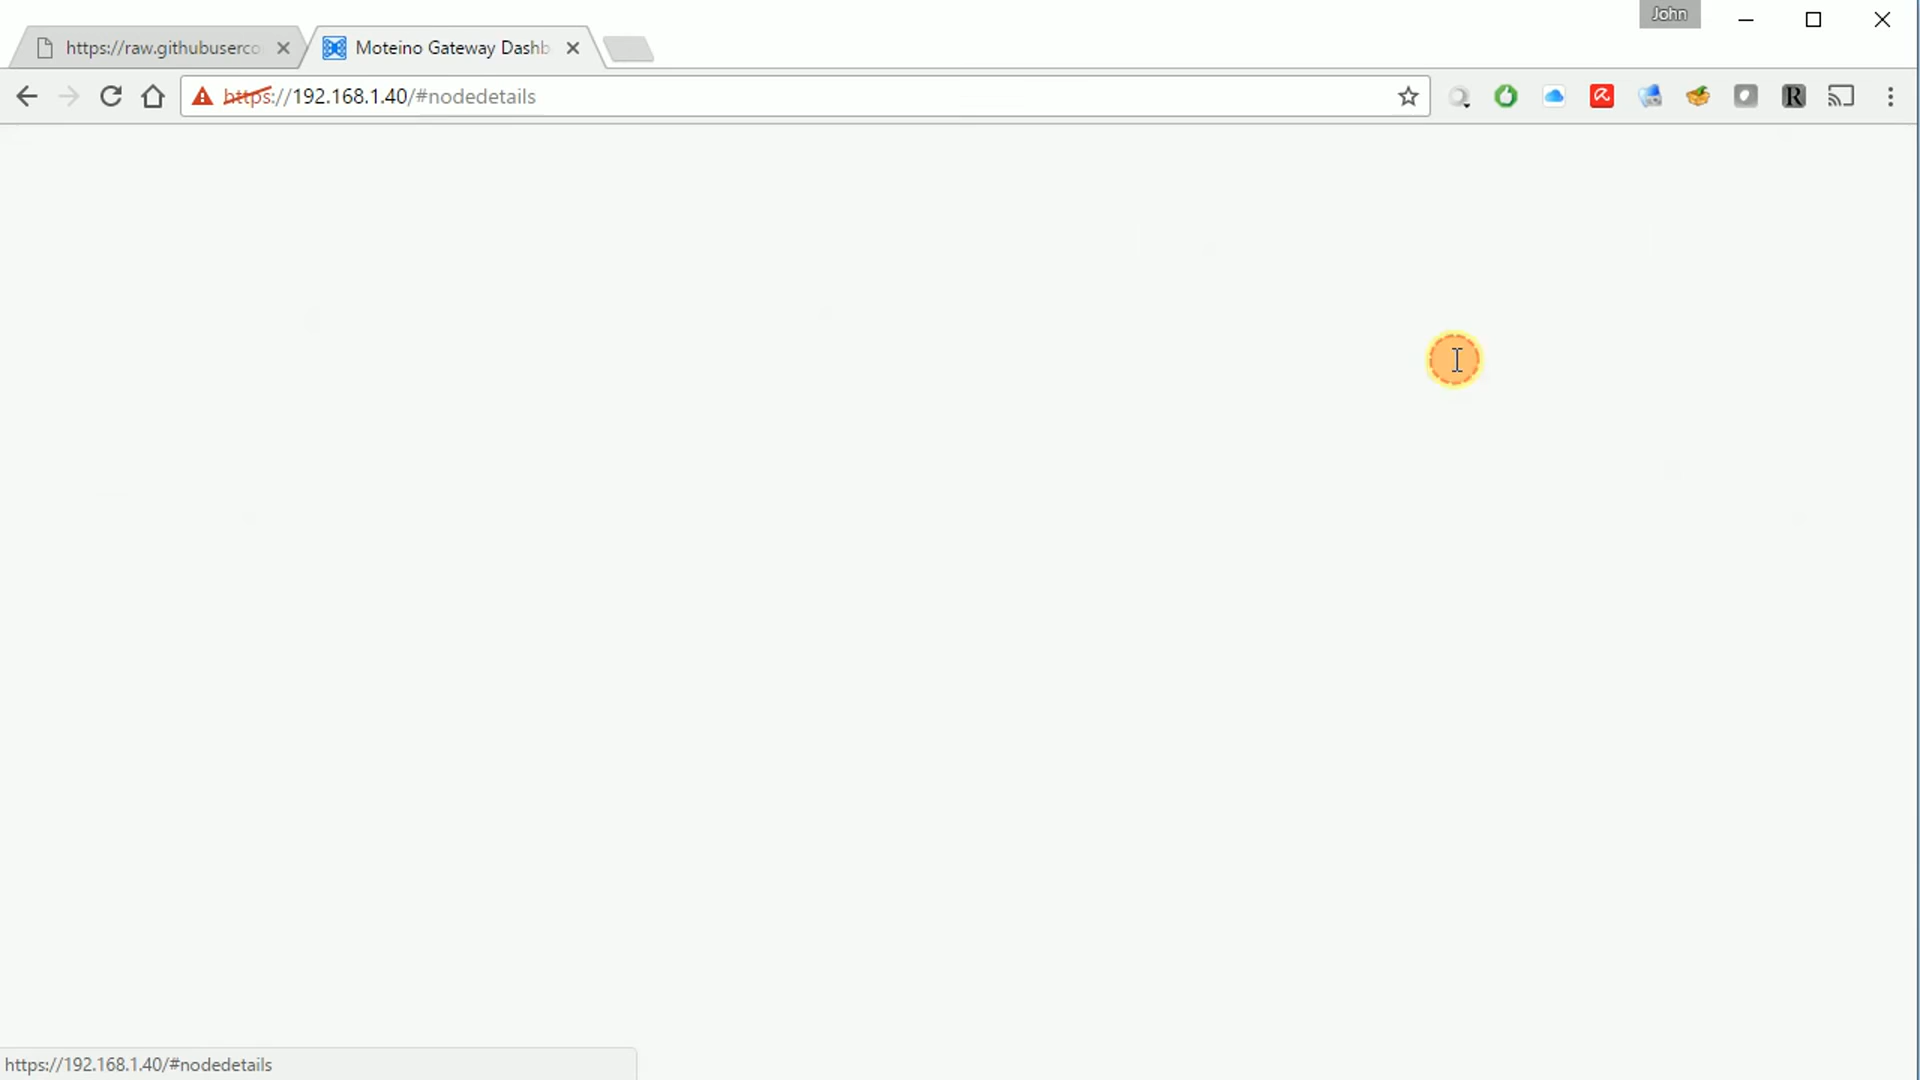 John
https://raw.githubuserco
Moteino Gateway Dashb
https://192.168.1.40/#nodedetails
R
https://192.168.1.40/#nodedetails